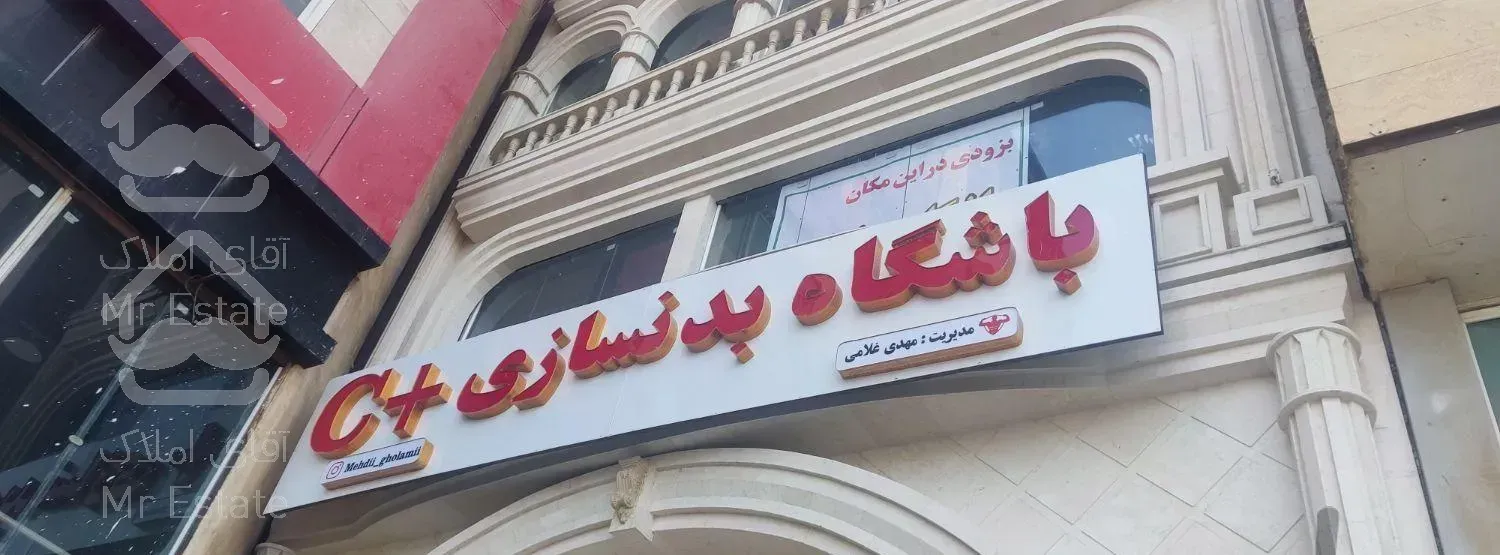 بزودی در این مکان
باشگاه بدنسازی +C
مدیریت : مهدی غلامی
Mehdii_gholamii
آقای املاک
Mr Estate
آقای املاک
Mr Estate